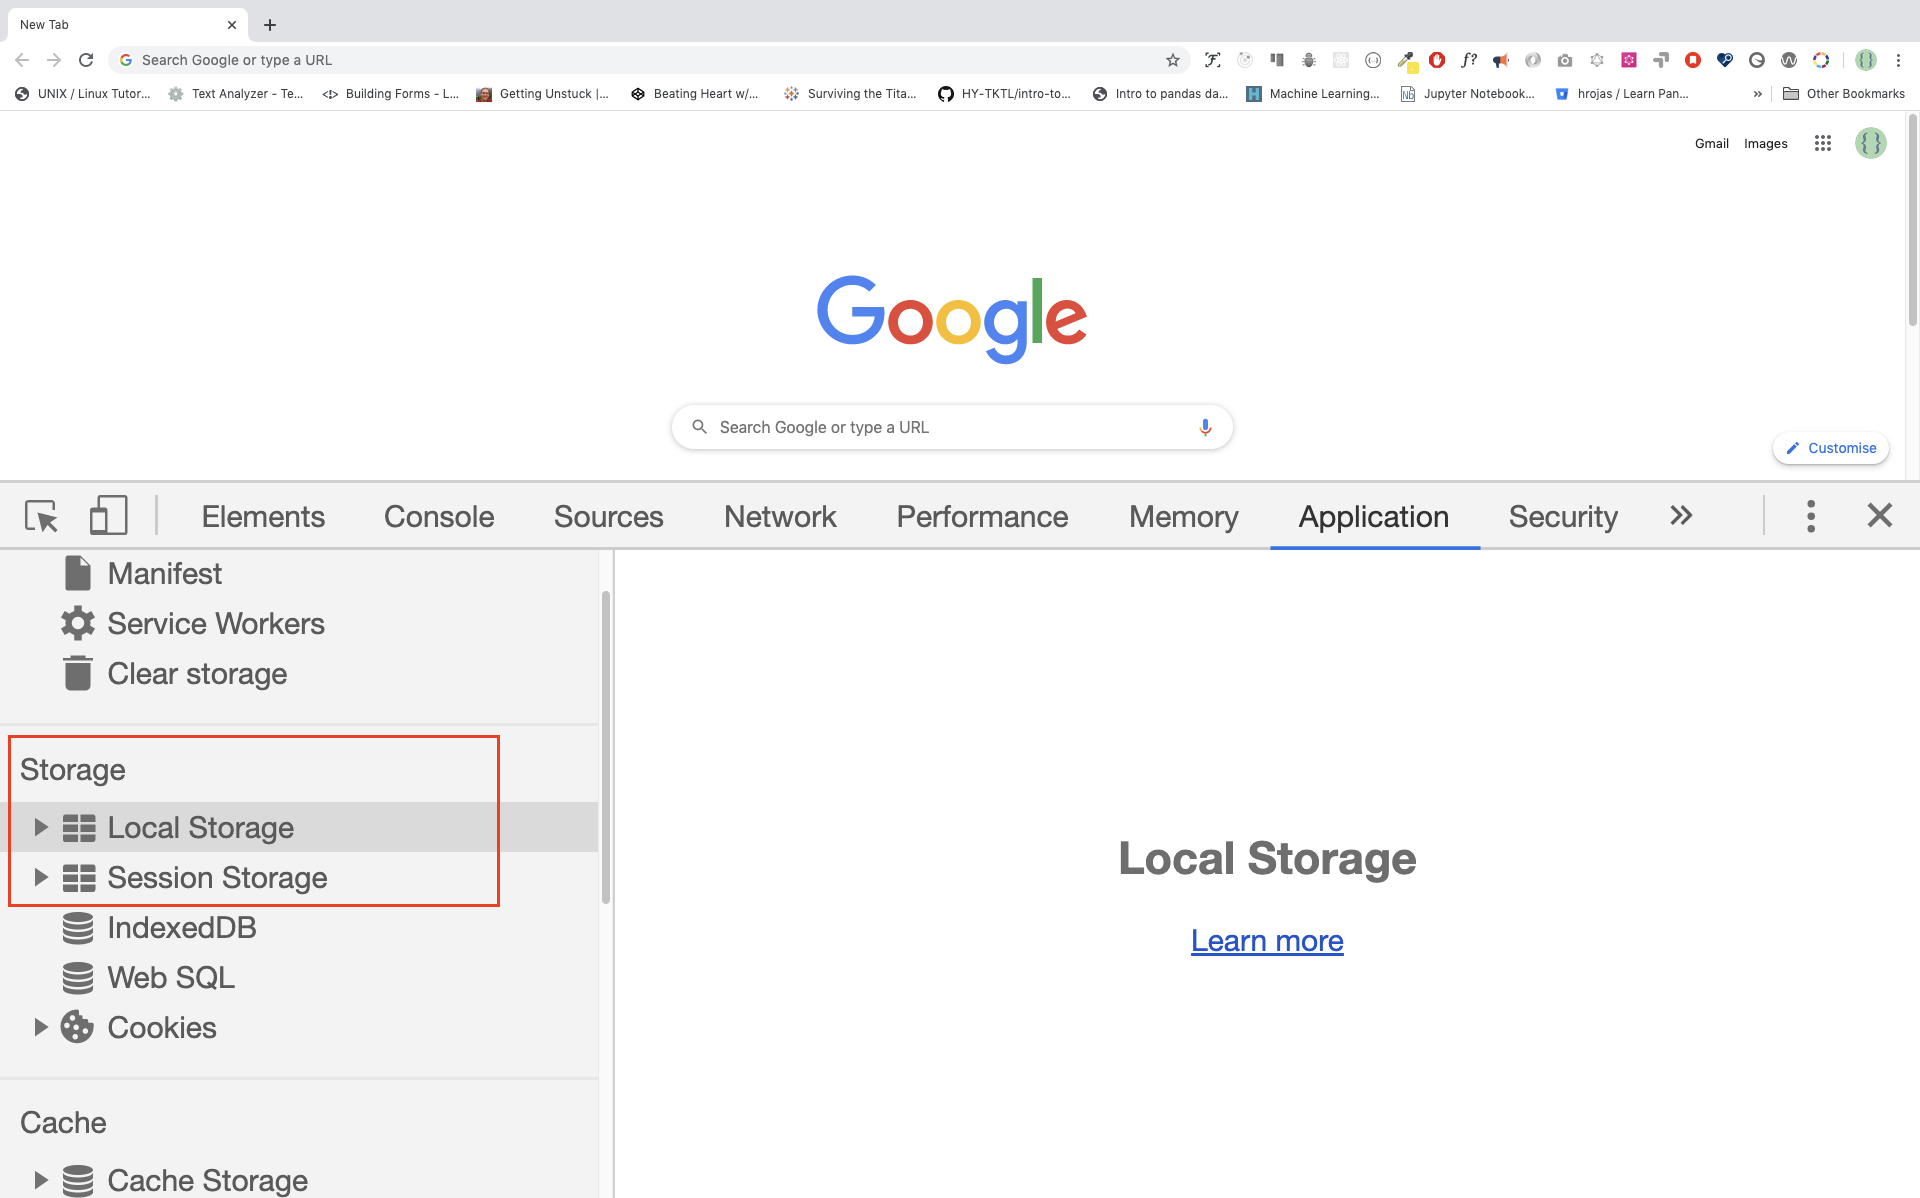 New Tab
Search Google or type a URL
f?
UNIX / Linux Tutor... Text Analyzer - Te... Building Forms - L... Getting Unstuck |... Beating Heart w/... Surviving the Tita... HY-TKTL/intro-to... Intro to pandas da... H Machine Learning... Nb Jupyter Notebook... hrojas / Learn Pan... » Other Bookmarks
Gmail Images {}
Google
Search Google or type a URL
Customise
Elements Console Sources Network Performance Memory Application Security »
Manifest
Service Workers
Clear storage
Storage
Local Storage
Session Storage
IndexedDB
Web SQL
Cookies
Cache
Cache Storage
Local Storage
Learn more